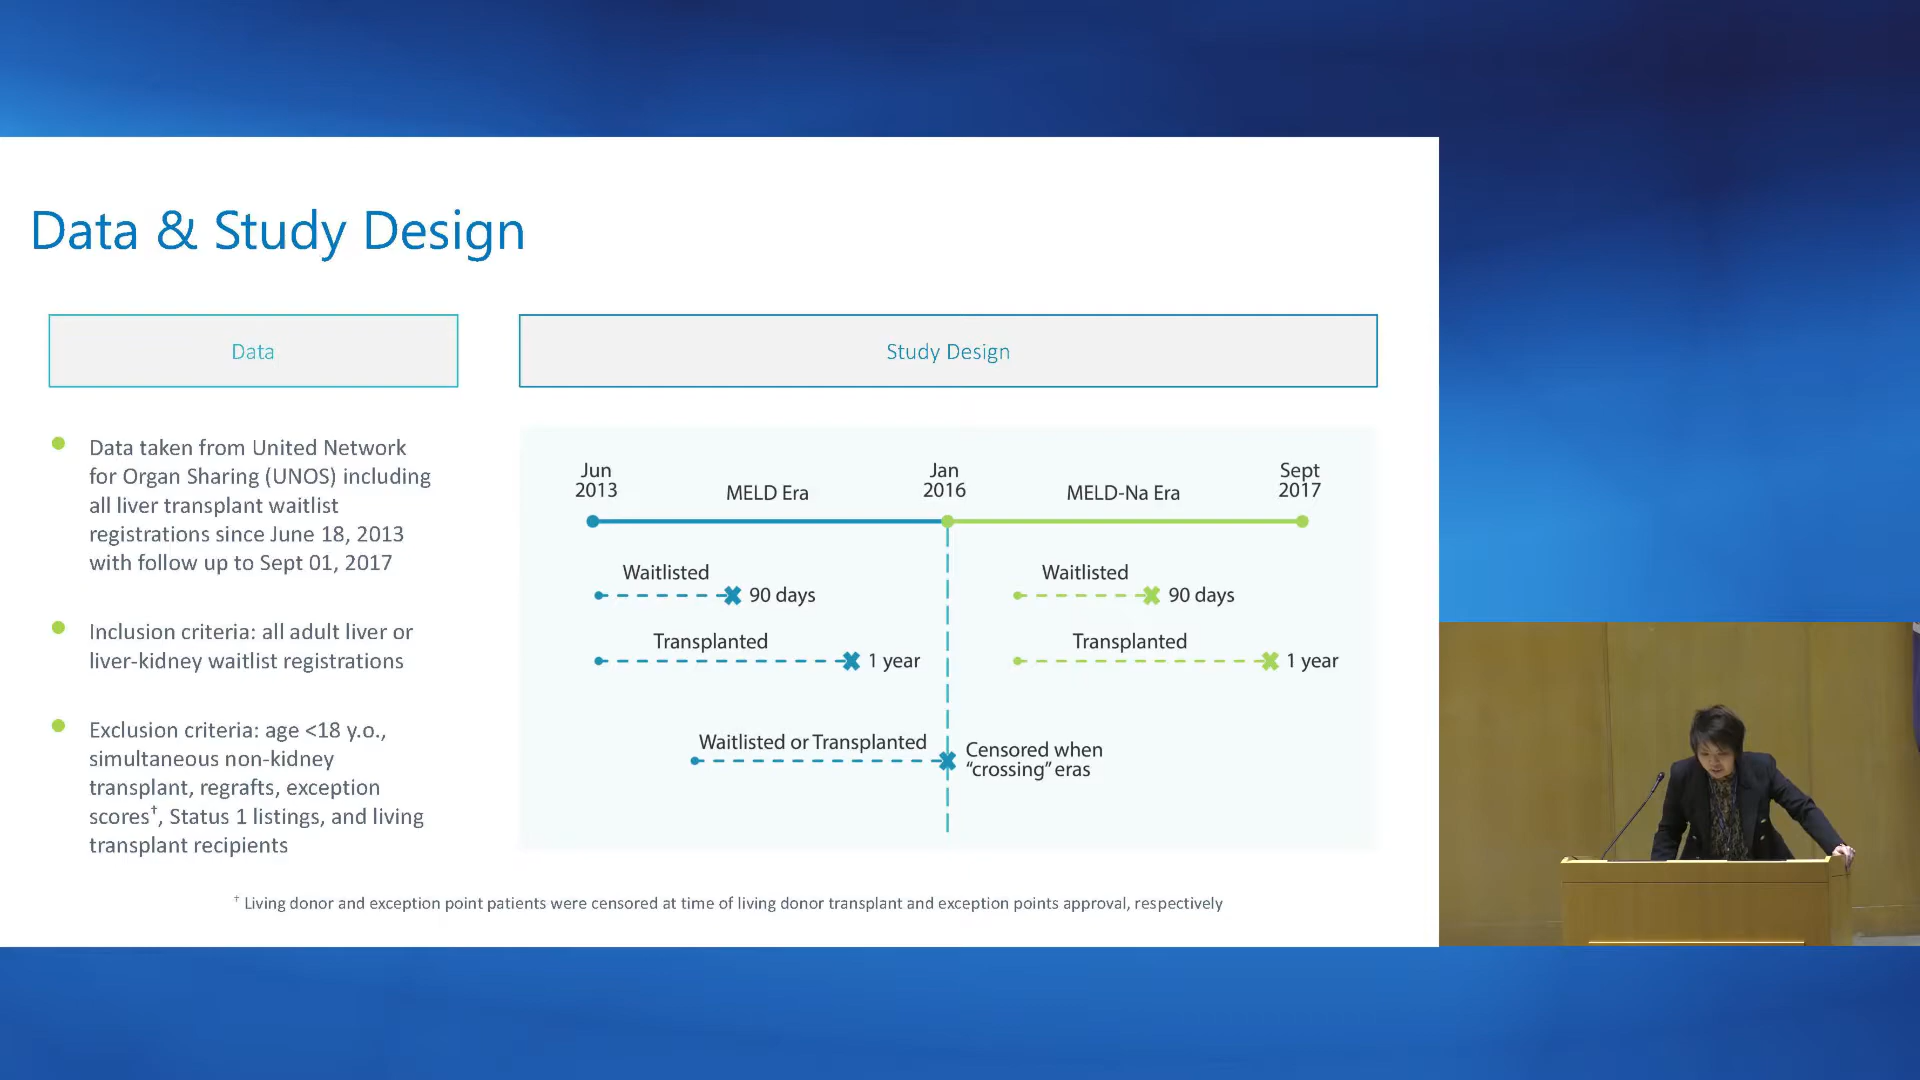 Data & Study Design
Data
Data taken from United Network
for Organ Sharing (UNOS) including
all liver transplant waitlist
registrations since June 18, 2013
with follow up to Sept 01, 2017
Inclusion criteria: all adult liver or
liver-kidney waitlist registrations
Exclusion criteria: age <18 y.o.,
simultaneous non-kidney
transplant, regrafts, exception
scores†, Status 1 listings, and living
transplant recipients
Study Design
Jun
2013
MELD Era
Jan
2016
MELD-Na Era
Sept
2017
Waitlisted
90 days
Waitlisted
90 days
Transplanted
1 year
Transplanted
1 year
Waitlisted or Transplanted
Censored when
“crossing” eras
† Living donor and exception point patients were censored at time of living donor transplant and exception points approval, respectively